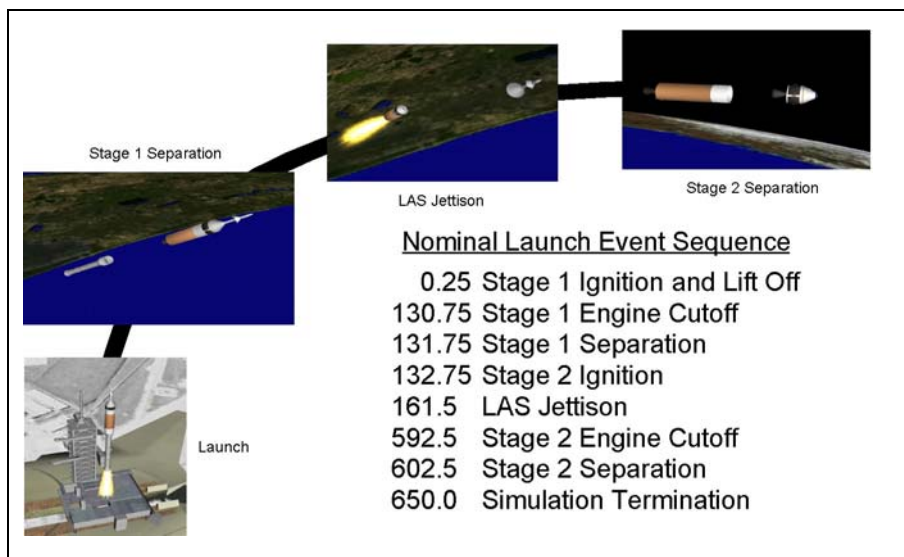 Stage 1 Separation
LAS Jettison
Stage 2 Separation
Launch
Nominal Launch Event Sequence
0.25 Stage 1 Ignition and Lift Off
130.75 Stage 1 Engine Cutoff
131.75 Stage 1 Separation
132.75 Stage 2 Ignition
161.5 LAS Jettison
592.5 Stage 2 Engine Cutoff
602.5 Stage 2 Separation
650.0 Simulation Termination